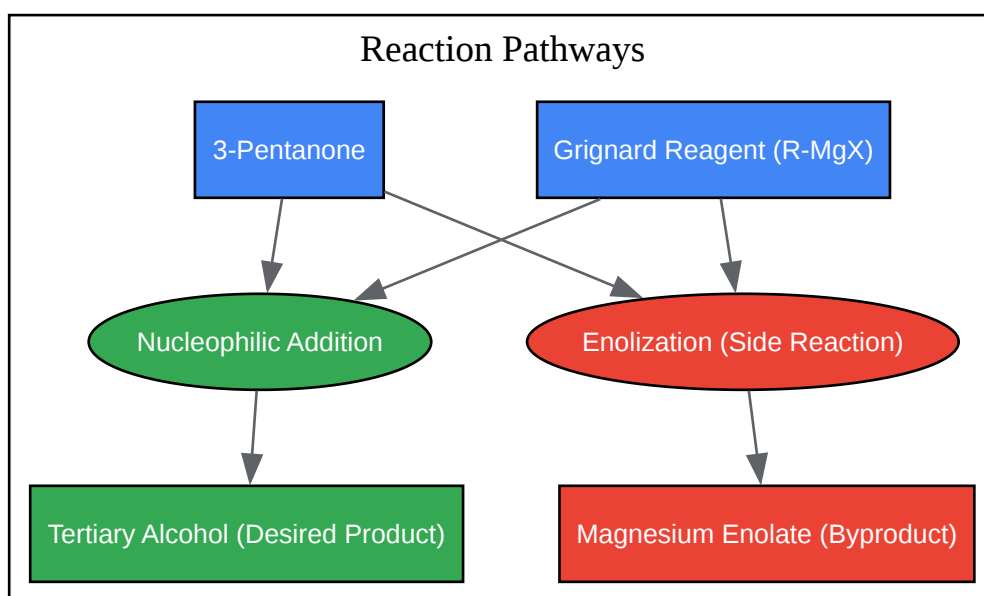 Reaction Pathways
3-Pentanone
Grignard Reagent (R-MgX)
Nucleophilic Addition
Enolization (Side Reaction)
Tertiary Alcohol (Desired Product)
Magnesium Enolate (Byproduct)